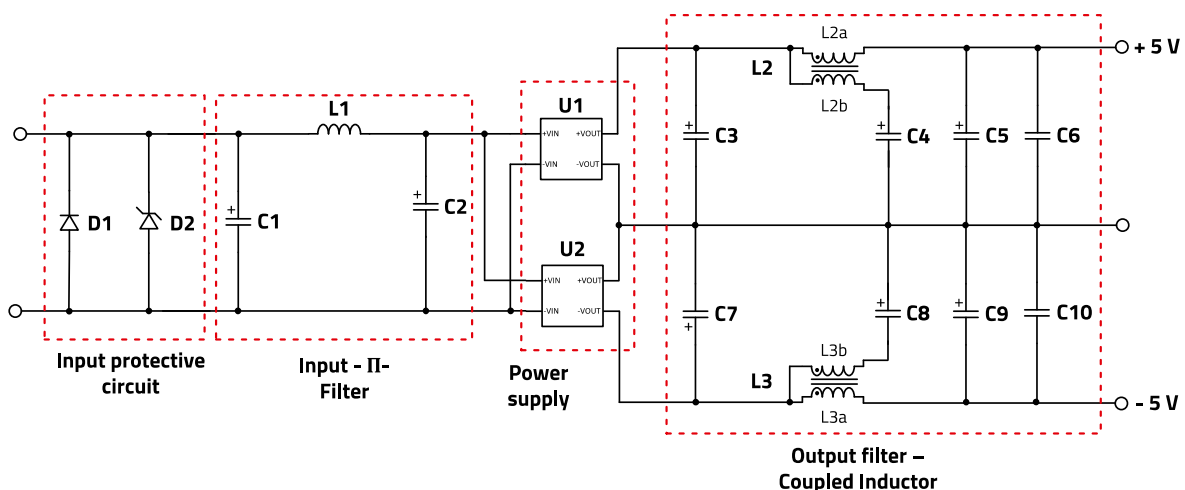 L2a
+ 5 V
L2
L2b
U1
L1
+VIN
+VOUT
-VIN
-VOUT
+
C3
+
C4
+
C5
C6
D1
D2
+
C1
+
C2
U2
+VIN
+VOUT
-VIN
-VOUT
C7
+
+
C8
+
C9
C10
L3b
L3
L3a
- 5 V
Input protective
circuit
Input - Π-
Filter
Power
supply
Output filter –
Coupled Inductor